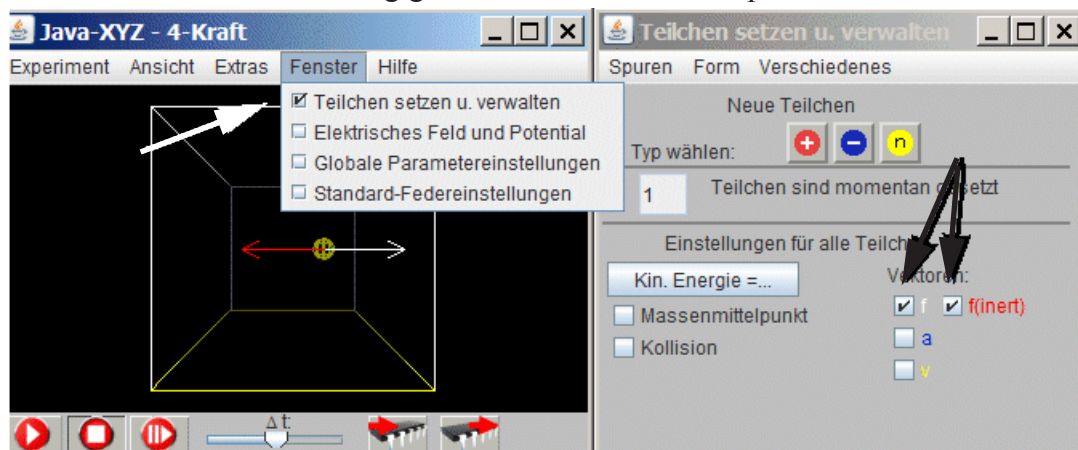 Java-XYZ - 4-Kraft
Experiment Ansicht Extras Fenster Hilfe
Teilchen setzen u. verwalten
Elektrisches Feld und Potential
Globale Parametereinstellungen
Standard-Federeinstellungen
Δ t:
Teilchen setzen u. verwalten
Spuren Form Verschiedenes
Neue Teilchen
Typ wählen: + - n
1 Teilchen sind momentan gesetzt
Einstellungen für alle Teilchen
Kin. Energie =... Vektoren:
Massenmittelpunkt f f(inert)
Kollision a
v